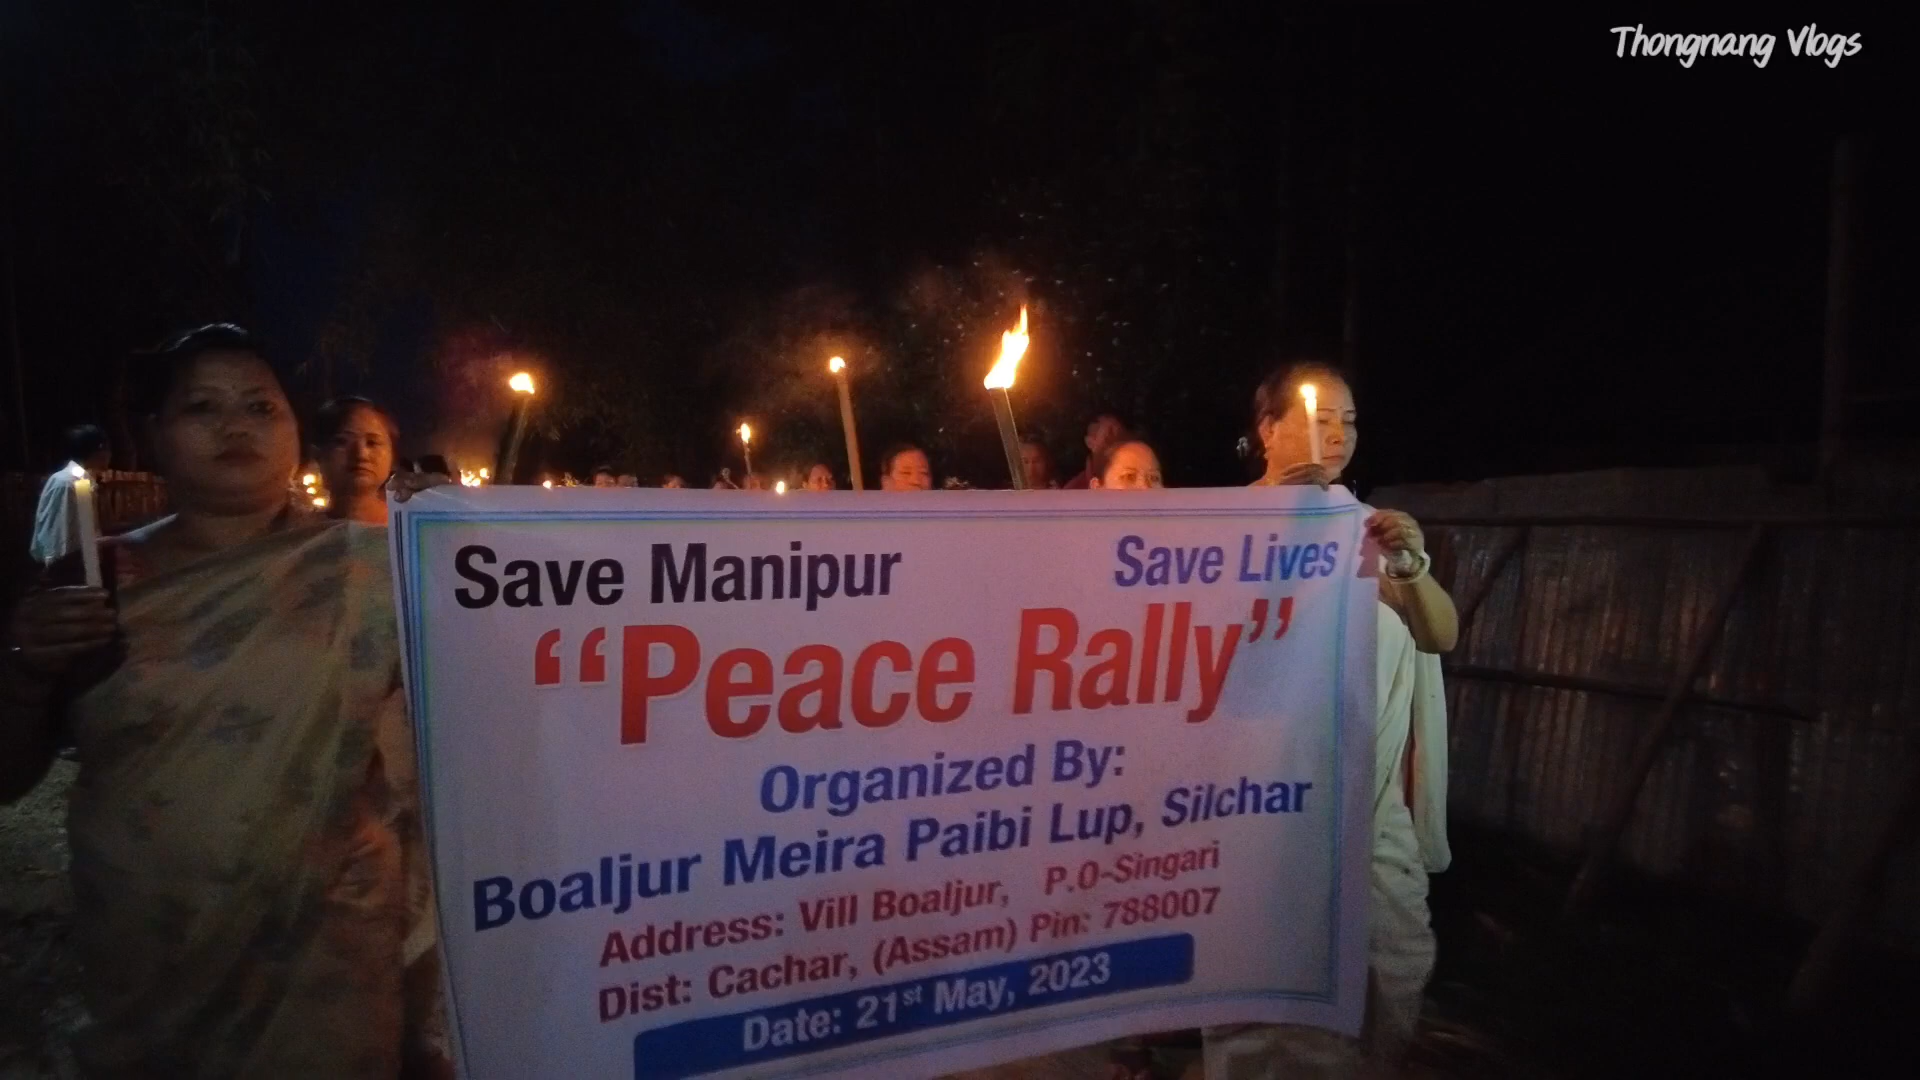 Thongnang Vlogs
Save Manipur Save Lives
“Peace Rally”
Organized By:
Boaljur Meira Paibi Lup, Silchar
Address: Vill Boaljur, P.O-Singari
Dist: Cachar, (Assam) Pin: 788007
Date: 21st May, 2023